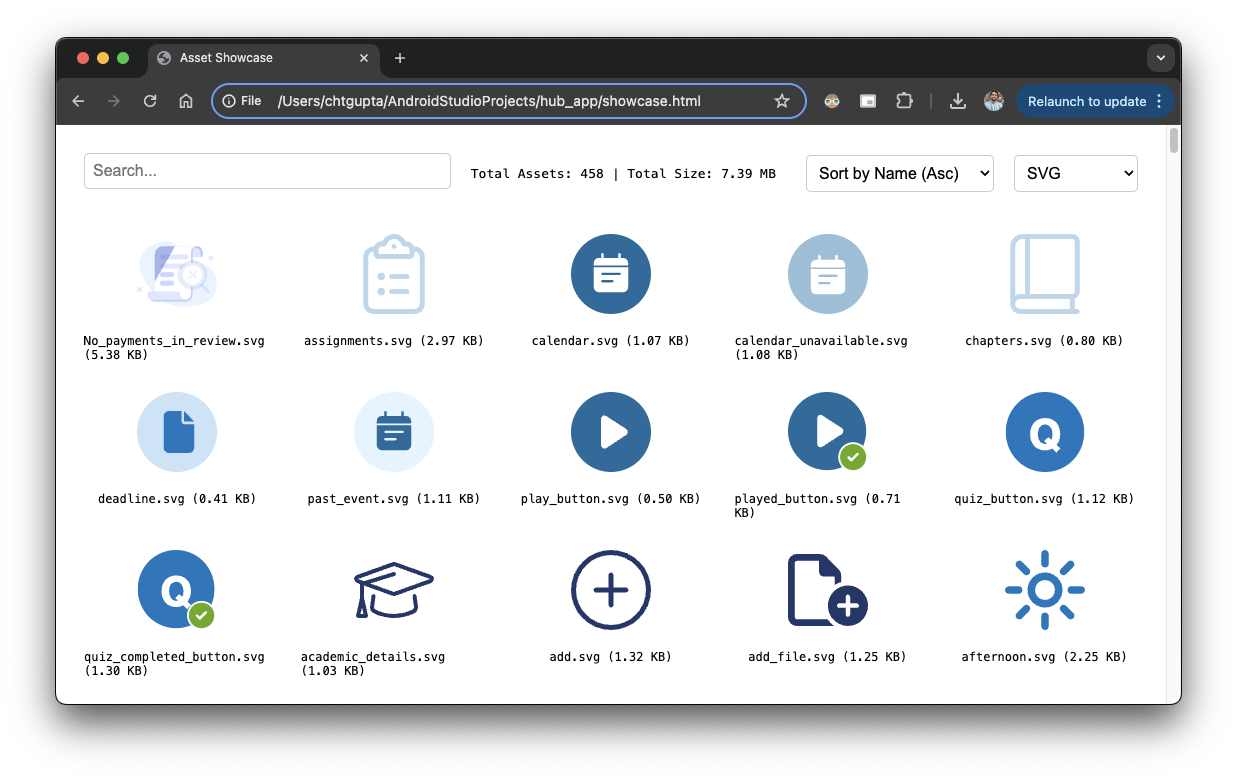 Asset Showcase
File /Users/chtgupta/AndroidStudioProjects/hub_app/showcase.html
Relaunch to update
Search...
Total Assets: 458 | Total Size: 7.39 MB
Sort by Name (Asc)
SVG
No_payments_in_review.svg
(5.38 KB)
assignments.svg (2.97 KB)
calendar.svg (1.07 KB)
calendar_unavailable.svg
(1.08 KB)
chapters.svg (0.80 KB)
deadline.svg (0.41 KB)
past_event.svg (1.11 KB)
play_button.svg (0.50 KB)
played_button.svg (0.71
KB)
Q
quiz_button.svg (1.12 KB)
Q
quiz_completed_button.svg
(1.30 KB)
academic_details.svg
(1.03 KB)
add.svg (1.32 KB)
add_file.svg (1.25 KB)
afternoon.svg (2.25 KB)